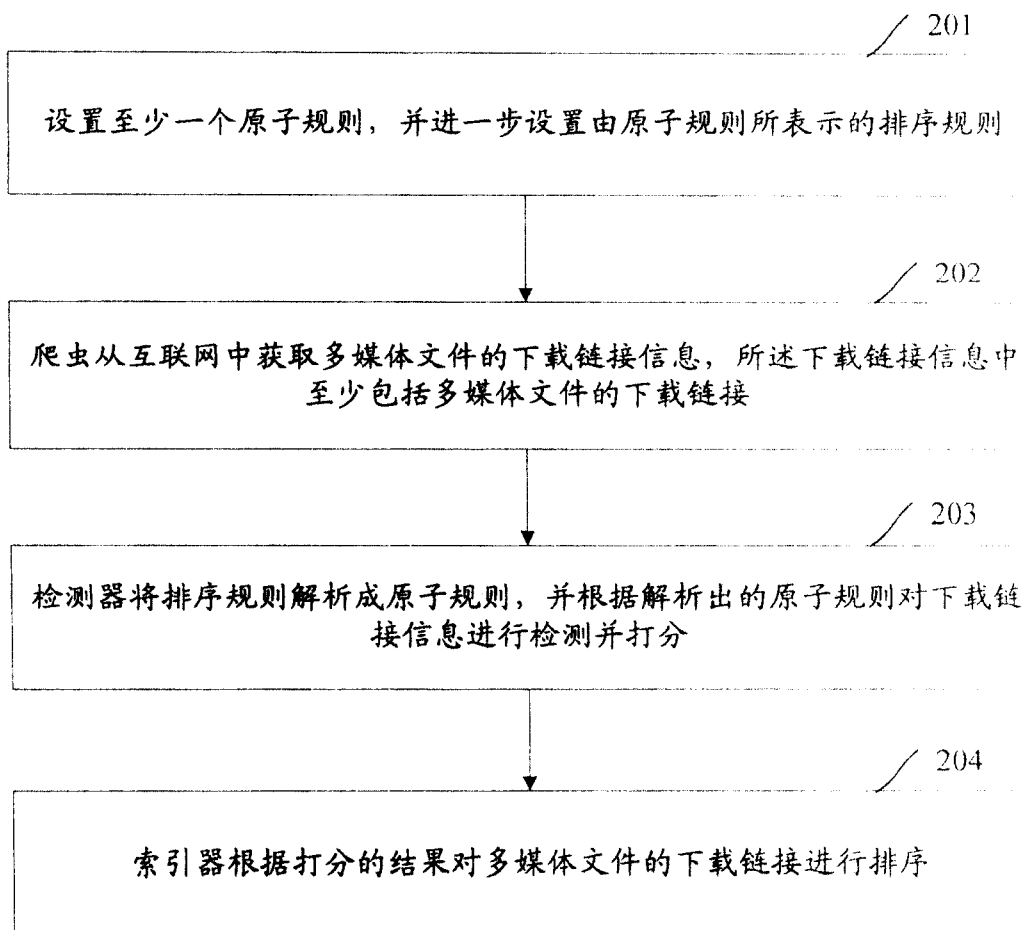 201
设置至少一个原子规则，并进一步设置由原子规则所表示的排序规则
202
爬虫从互联网中获取多媒体文件的下载链接信息，所述下载链接信息中
至少包括多媒体文件的下载链接
203
检测器将排序规则解析成原子规则，并根据解析出的原子规则对下载链
接信息进行检测并打分
204
索引器根据打分的结果对多媒体文件的下载链接进行排序